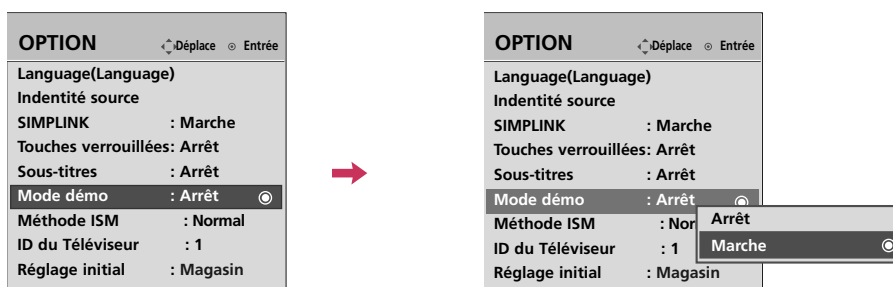 OPTION Déplace Entrée
Language(Language)
Indentité source
SIMPLINK : Marche
Touches verrouillées: Arrêt
Sous-titres : Arrêt
Mode démo : Arrêt
Méthode ISM : Normal
ID du Téléviseur : 1
Réglage initial : Magasin
OPTION Déplace Entrée
Language(Language)
Indentité source
SIMPLINK : Marche
Touches verrouillées: Arrêt
Sous-titres : Arrêt
Mode démo : Arrêt
Méthode ISM : Nor
ID du Téléviseur : 1
Réglage initial : Magasin
Arrêt
Marche